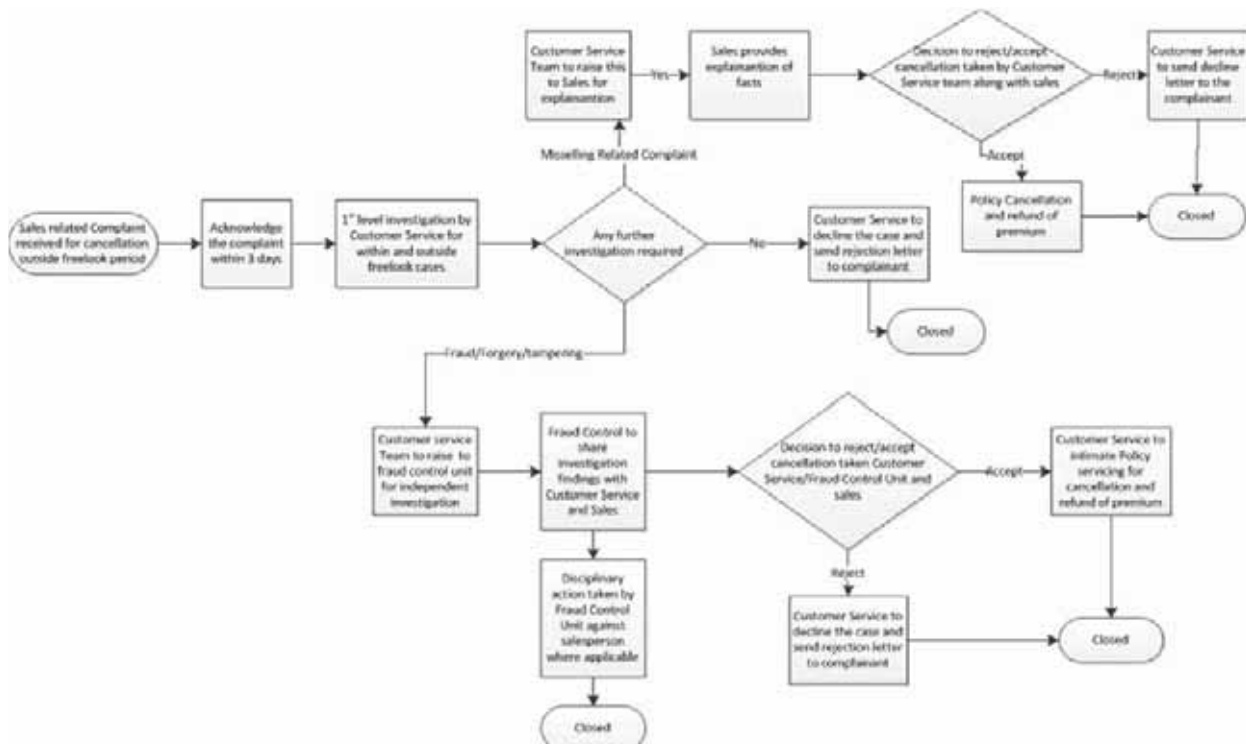 Customer Service
Team to raise this
to Sales for
explainantion
Yes
Sales provides
explainantion of
facts
Decision to reject/accept
cancellation taken by Customer
Service team along with sales
Reject
Customer Service
to send decline
letter to the
complainant
Misselling Related Complaint
Accept
Policy Cancellation
and refund of
premium
Closed
Sales related Complaint
received for cancellation
outside freelook period
Acknowledge
the complaint
within 3 days
1st level investigation by
Customer Service for
within and outside
freelook cases
Any further
investigation required
No
Customer Service to
decline the case and
send rejection letter
to complainant
Closed
Fraud/Forgery/tampering
Customer service
Team to raise to
fraud control unit
for independent
investigation
Fraud Control to
share
investigation
findings with
Customer Service
and Sales
Decision to reject/accept
cancellation taken Customer
Service/Fraud Control Unit and
sales
Accept
Customer Service to
intimate Policy
servicing for
cancellation and
refund of premium
Reject
Disciplinary
action taken by
Fraud Control
Unit against
salesperson
where applicable
Customer Service to
decline the case and
send rejection letter
to complainant
Closed
Closed